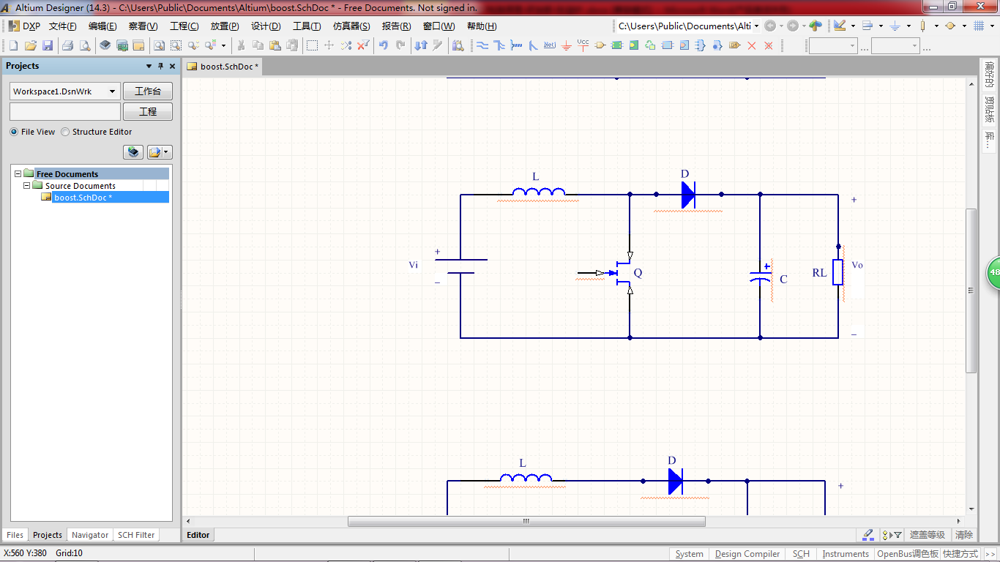 Altium Designer (14.3) - C:\Users\Public\Documents\Altium\boost.SchDoc * - Free Documents. Not signed in.
DXP 文件(F) 编辑(E) 察看(V) 工程(C) 放置(P) 设计(D) 工具(T) 仿真器(S) 报告(R) 窗口(W) 帮助(H) C:\Users\Public\Documents\Alti
Net VCC D1
Projects
boost.SchDoc *
偏好的
剪贴板
库...
Workspace1.DsnWrk 工作台
工程
File View Structure Editor
Free Documents
Source Documents
boost.SchDoc *
L D
+
+
Vi Q + C RL Vo
−
−
L D
+
48
Files Projects Navigator SCH Filter
Editor 遮盖等级 清除
X:560 Y:380 Grid:10
System Design Compiler SCH Instruments OpenBus调色板 快捷方式 >>